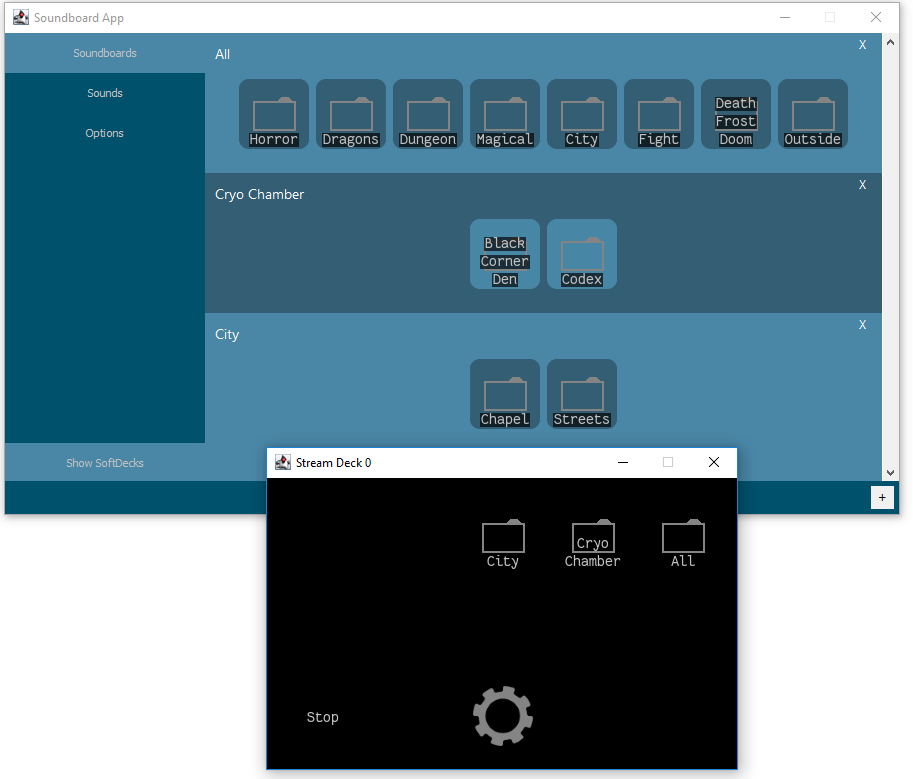 Soundboard App
Soundboards
Sounds
Options
All
X
Horror
Dragons
Dungeon
Magical
City
Fight
Death
Frost
Doom
Outside
Cryo Chamber
X
Black
Corner
Den
Codex
City
X
Chapel
Streets
Show SoftDecks
+
Stream Deck 0
City
Cryo
Chamber
All
Stop